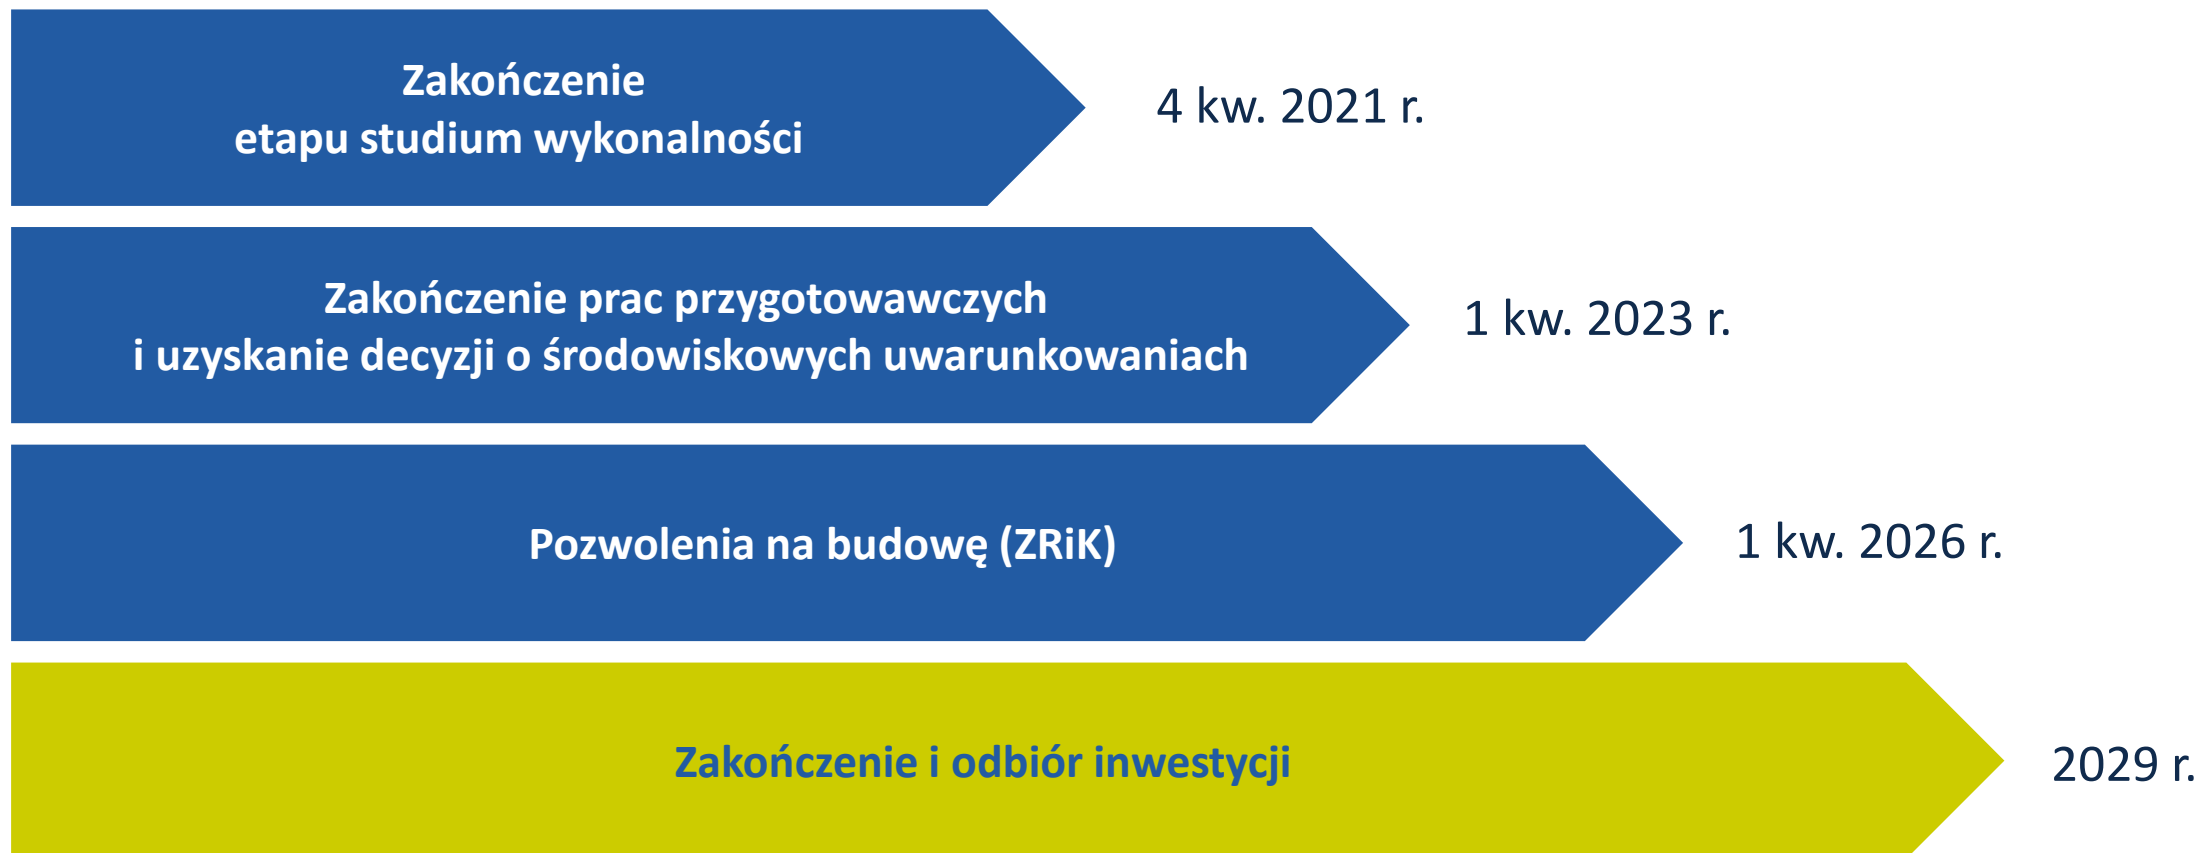 Zakończenie
etapu studium wykonalności
4 kw. 2021 r.
Zakończenie prac przygotowawczych
i uzyskanie decyzji o środowiskowych uwarunkowaniach
1 kw. 2023 r.
Pozwolenia na budowę (ZRiK)
1 kw. 2026 r.
Zakończenie i odbiór inwestycji
2029 r.